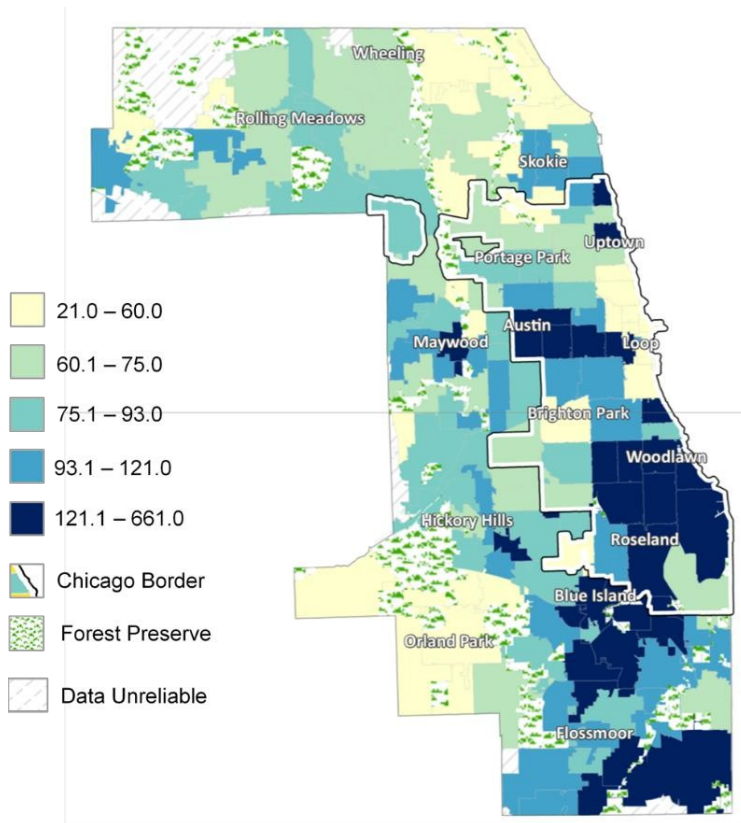 Wheeling
Rolling Meadows
Skokie
Uptown
Portage Park
21.0 – 60.0
Austin
Maywood
Loop
60.1 – 75.0
75.1 – 93.0
Brighton Park
93.1 – 121.0
Woodlawn
121.1 – 661.0
Hickory Hills
Roseland
Chicago Border
Blue Island
Forest Preserve
Orland Park
Data Unreliable
Flossmoor